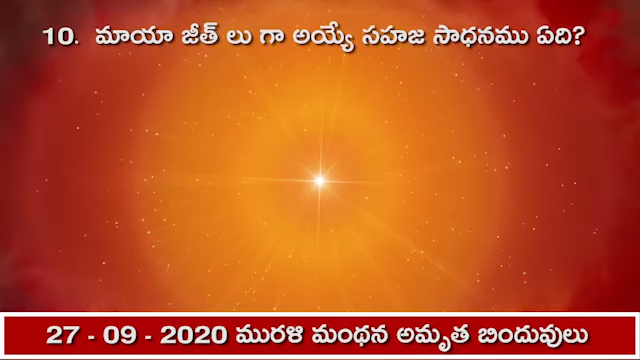 10. మాయా జీత్ లు గా అయ్యే సహజ సాధనము ఏది?
27 - 09 - 2020 మురళి మంథన అమృత బిందువులు